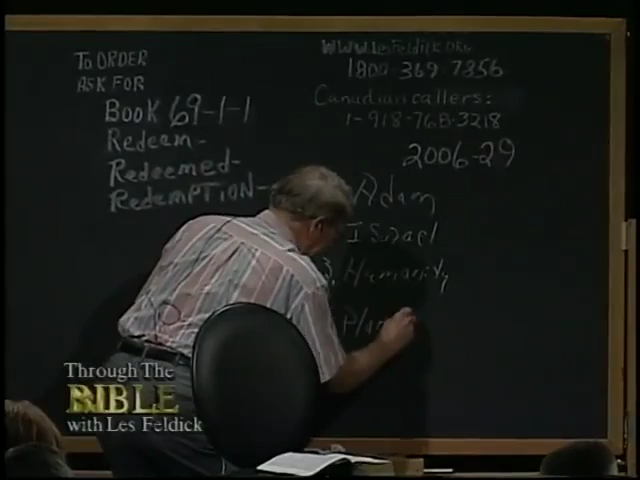 TO ORDER
ASK FOR
BOOK 69-1-1
Redeem-
Redeemed-
RedemPTION-
WWW.LesFeldick.ORG
1800-369-7856
Canadian callers:
1-918-768-3218
2006-29
Adam
Israel
3. Humanity
Through The
BIBLE
with Les Feldick